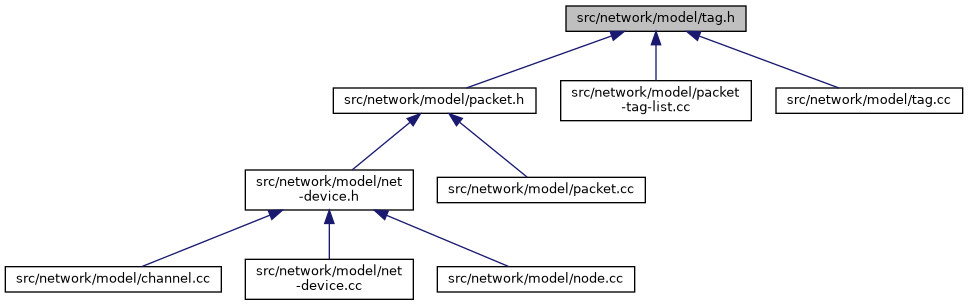 src/network/model/tag.h
src/network/model/packet.h
src/network/model/packet
-tag-list.cc
src/network/model/tag.cc
src/network/model/net
-device.h
src/network/model/packet.cc
src/network/model/channel.cc
src/network/model/net
-device.cc
src/network/model/node.cc